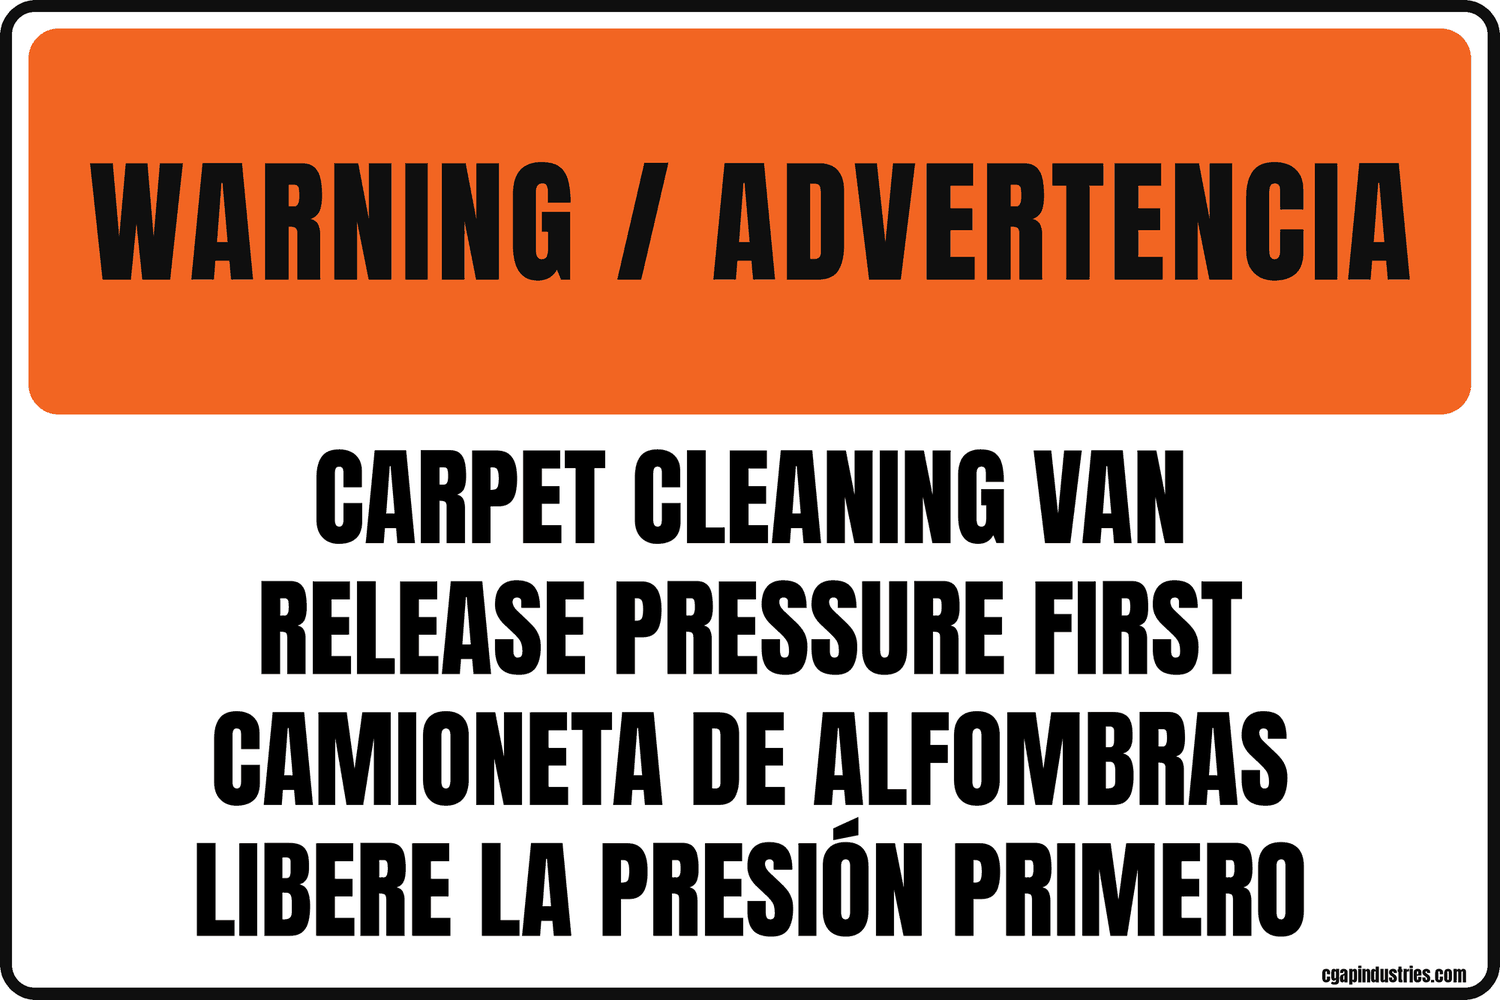 WARNING / ADVERTENCIA
CARPET CLEANING VAN
RELEASE PRESSURE FIRST
CAMIONETA DE ALFOMBRAS
LIBERE LA PRESIÓN PRIMERO
cgapindustries.com